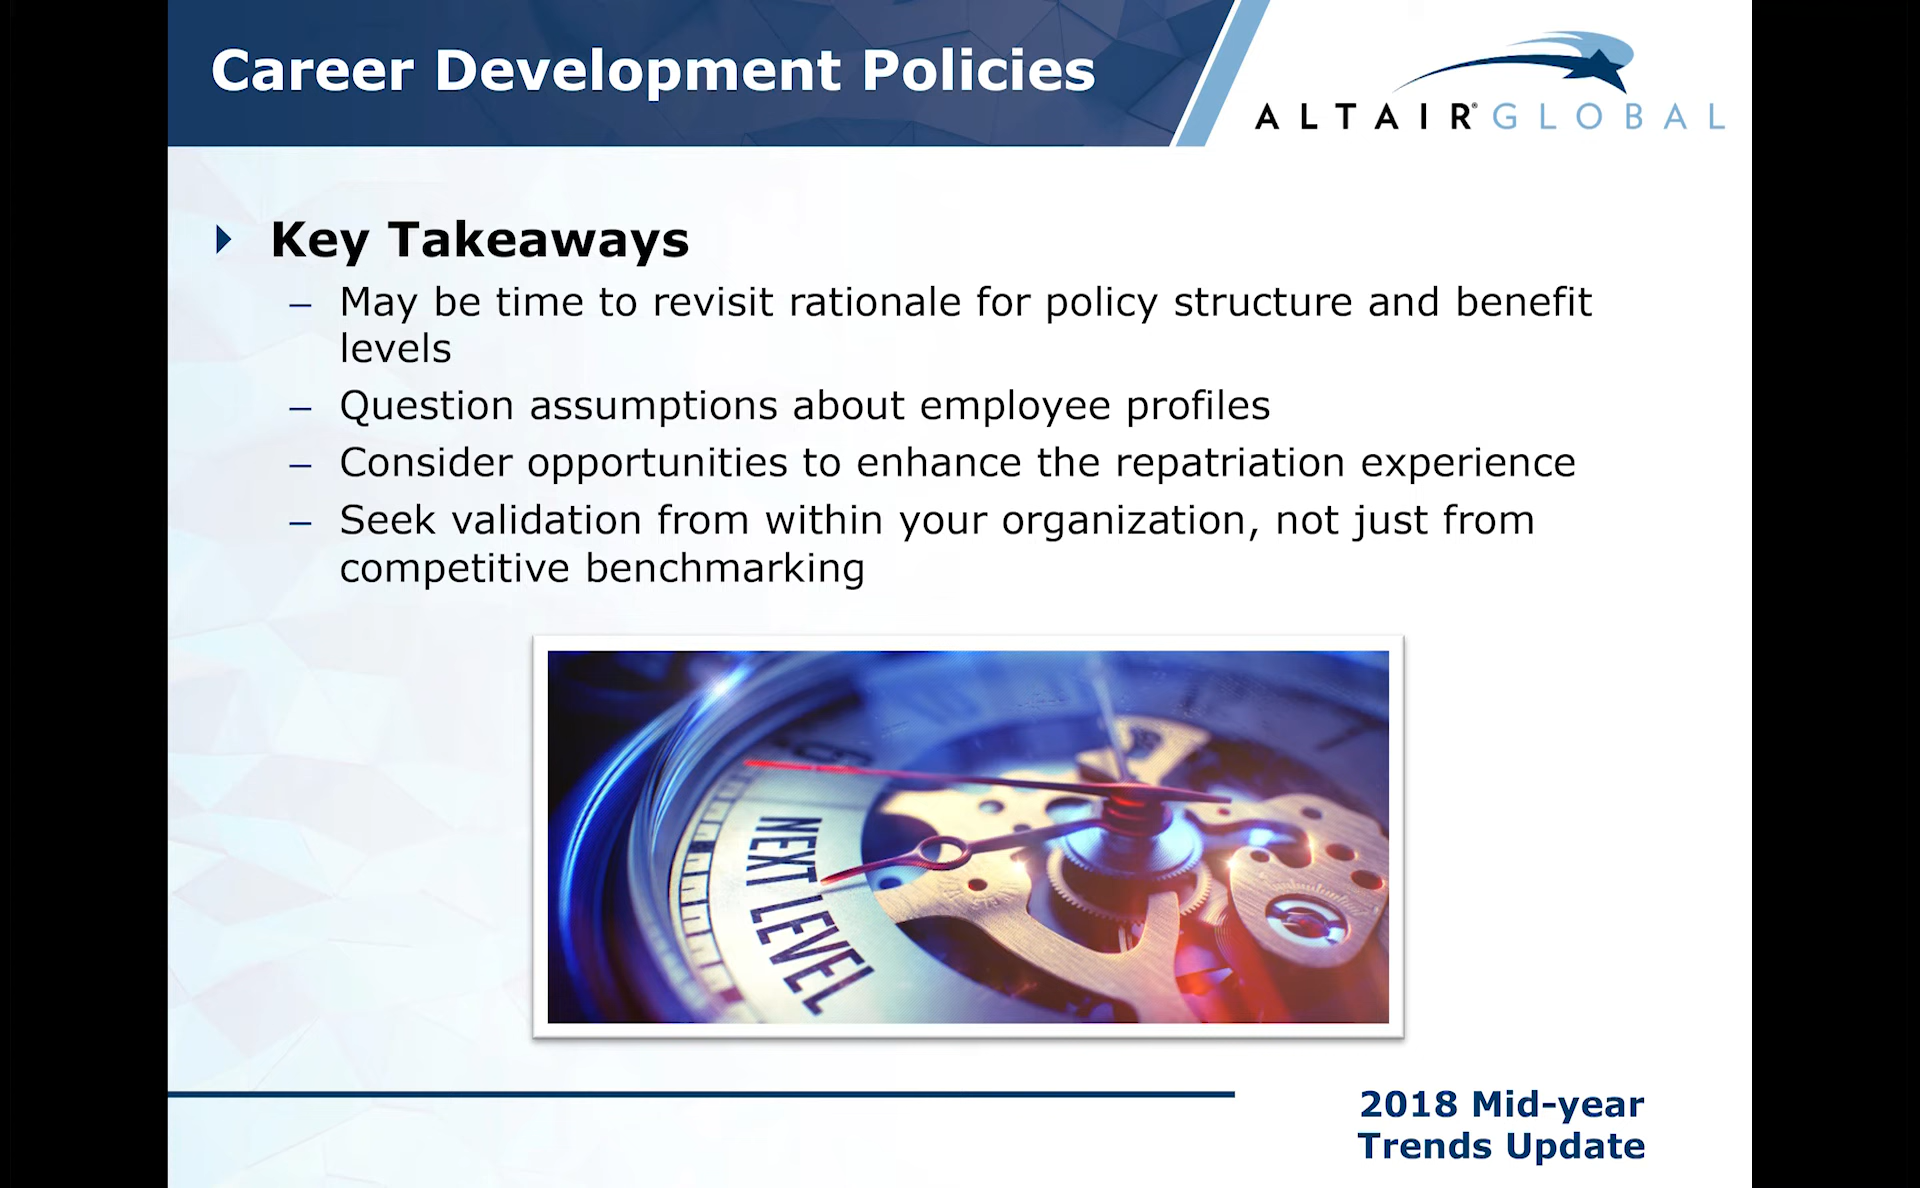 Career Development Policies
ALTAIR® GLOBAL
Key Takeaways
– May be time to revisit rationale for policy structure and benefit
levels
– Question assumptions about employee profiles
– Consider opportunities to enhance the repatriation experience
– Seek validation from within your organization, not just from
competitive benchmarking
NEXT LEVEL
2018 Mid-year
Trends Update